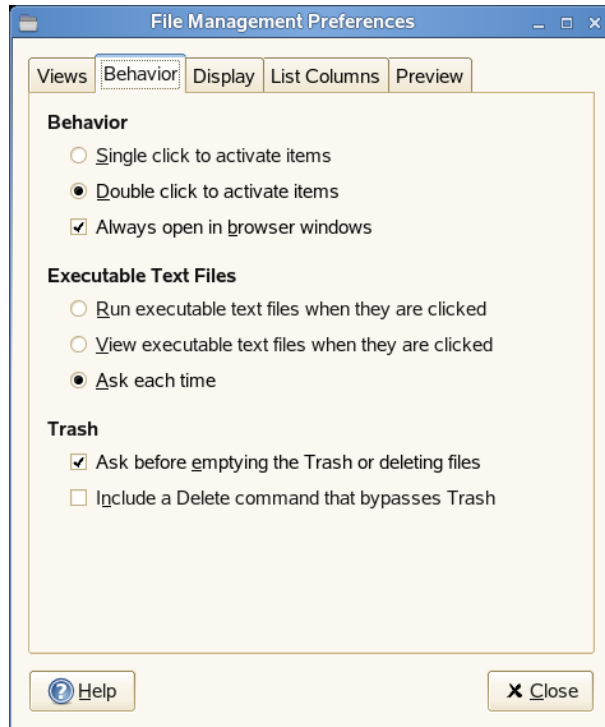 File Management Preferences
Views Behavior Display List Columns Preview
Behavior
Single click to activate items
Double click to activate items
Always open in browser windows
Executable Text Files
Run executable text files when they are clicked
View executable text files when they are clicked
Ask each time
Trash
Ask before emptying the Trash or deleting files
Include a Delete command that bypasses Trash
Help Close